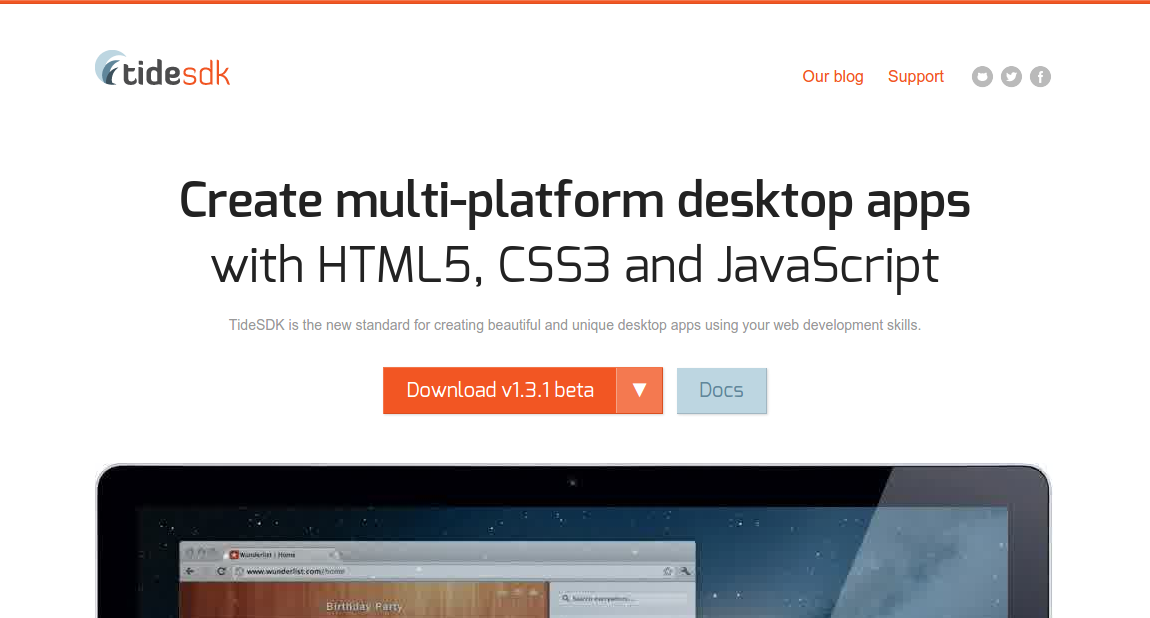 tidesdk
Our blog Support
Create multi-platform desktop apps
with HTML5, CSS3 and JavaScript
TideSDK is the new standard for creating beautiful and unique desktop apps using your web development skills.
Download v1.3.1 beta ▼ Docs
Wunderlist | Home
www.wunderlist.com/home
Birthday Party